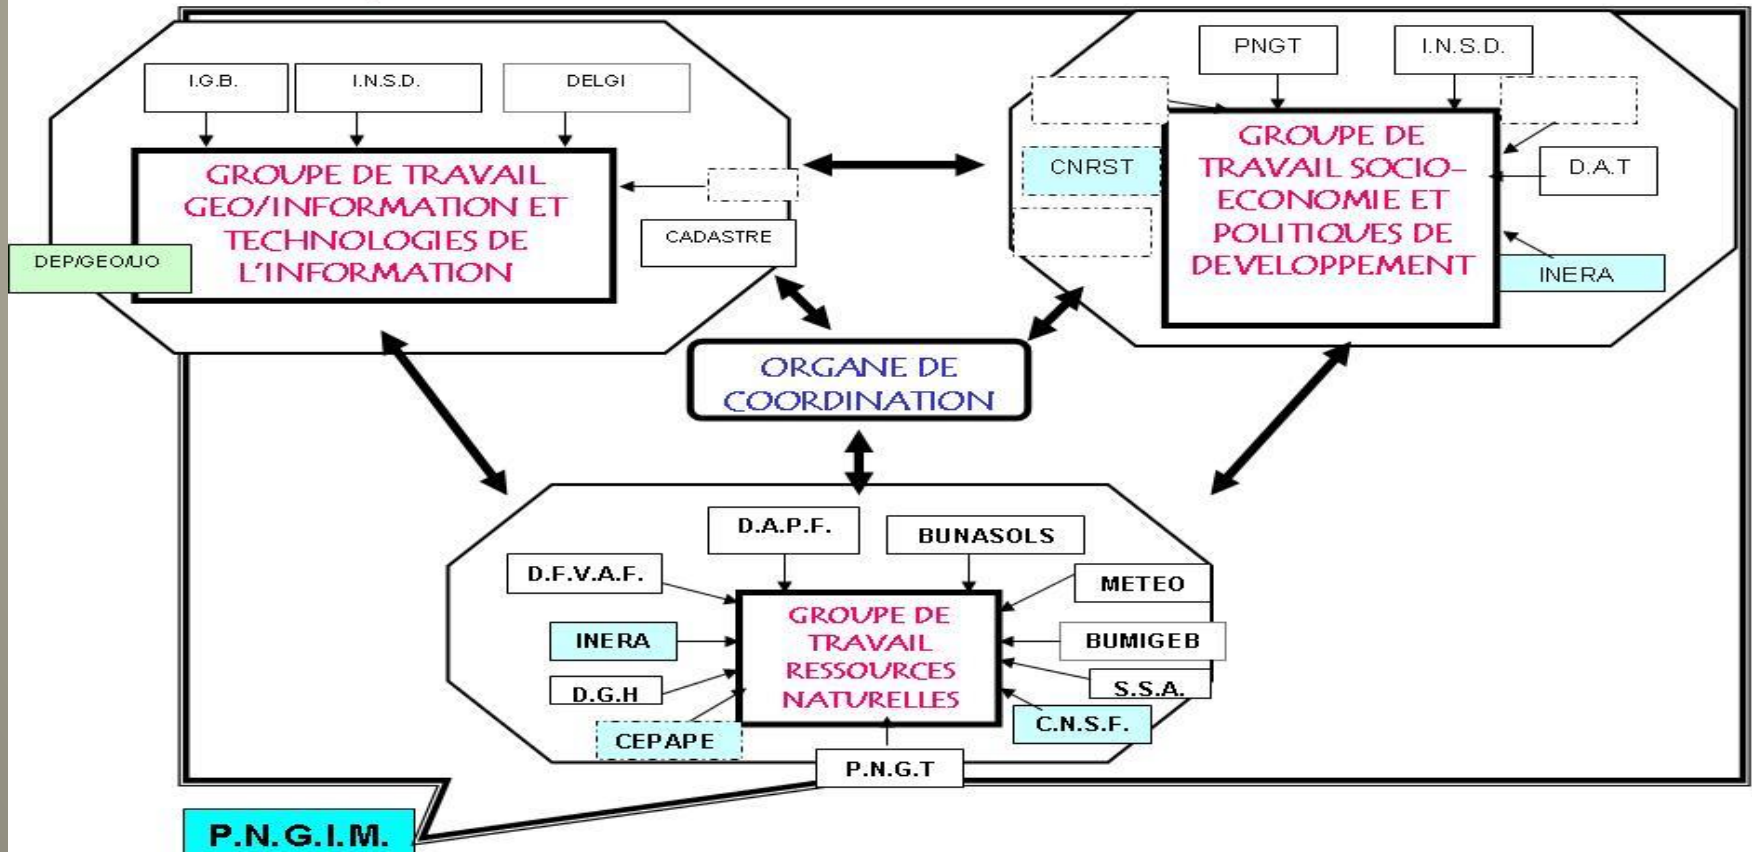 I.G.B.
I.N.S.D.
DELGI
GROUPE DE TRAVAIL
GEO/INFORMATION ET
TECHNOLOGIES DE
L'INFORMATION
CADASTRE
DEP/GEO/UO
PNGT
I.N.S.D.
CNRST
GROUPE DE
TRAVAIL SOCIO-
ECONOMIE ET
POLITIQUES DE
DEVELOPPEMENT
D.A.T
INERA
ORGANE DE
COORDINATION
D.A.P.F.
BUNASOLS
D.F.V.A.F.
METEO
INERA
GROUPE DE
TRAVAIL
RESSOURCES
NATURELLES
BUMIGEB
D.G.H
S.S.A.
CEPAPE
C.N.S.F.
P.N.G.T
P.N.G.I.M.